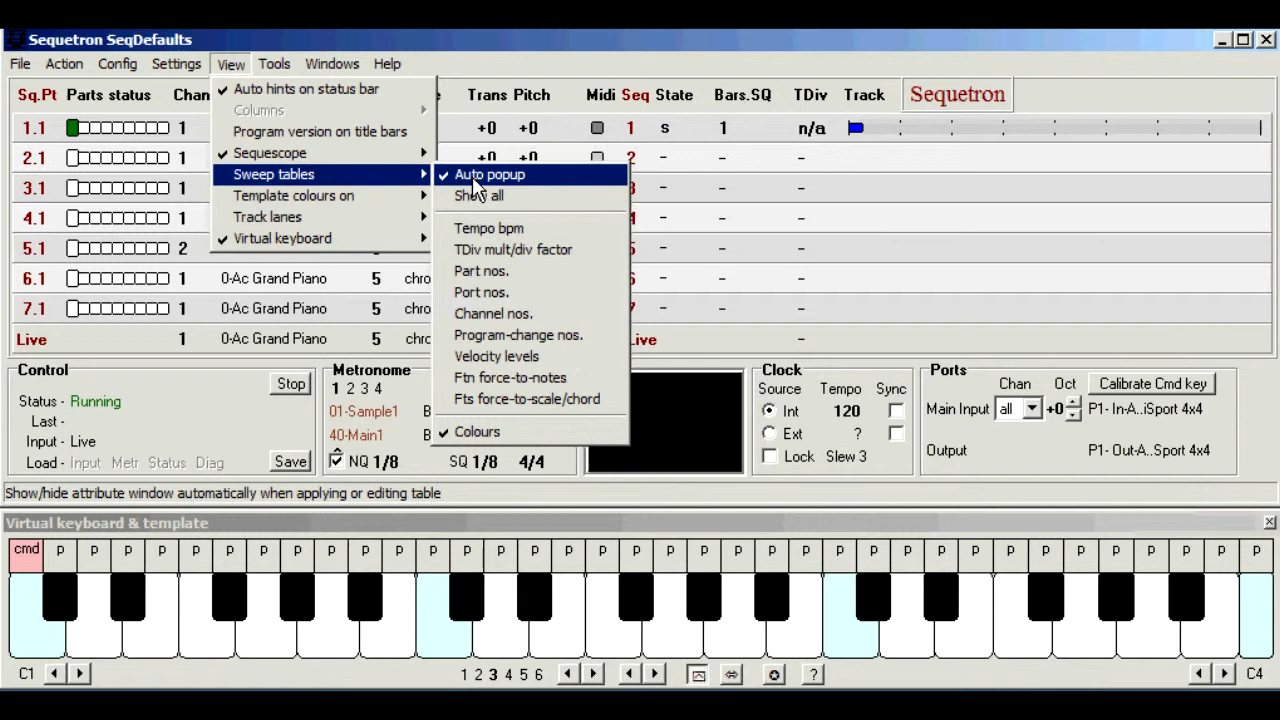 Sequetron SeqDefaults
File Action Config Settings View Tools Windows Help
Sq.Pt Parts status Chan Trans Pitch Midi Seq State Bars.SQ TDiv Track Sequetron
Auto hints on status bar
Columns
Program version on title bars
Sequescope
Sweep tables
Template colours on
Track lanes
Virtual keyboard
Auto popup
Show all
Tempo bpm
TDiv mult/div factor
Part nos.
Port nos.
Channel nos.
Program-change nos.
Velocity levels
Ftn force-to-notes
Fts force-to-scale/chord
Colours
1.1 1 +0 +0 1 s 1 n/a
2.1 1 +0 +0 2 - - -
3.1 1 - - -
4.1 1 - - -
5.1 2 - - -
6.1 1 0-Ac Grand Piano 5 chro 6 - - -
7.1 1 0-Ac Grand Piano 5 chro - - -
Live 1 0-Ac Grand Piano 5 chro Live -
Control
Stop
Status - Running
Last -
Input - Live
Load - Input Metr Status Diag
Save
Metronome
1 2 3 4
01-Sample1 B
40-Main1 B
NQ 1/8 SQ 1/8 4/4
Clock
Source Tempo Sync
Int 120
Ext ?
Lock Slew 3
Ports
Chan Oct Calibrate Cmd key
Main Input all +0 P1- In-A..iSport 4x4
Output P1- Out-A..Sport 4x4
Show/hide attribute window automatically when applying or editing table
Virtual keyboard & template
cmd p p p p p p p p p p p p p p p p p p p p p p p p p p p p p p p p p p p p
C1 1 2 3 4 5 6 ? C4